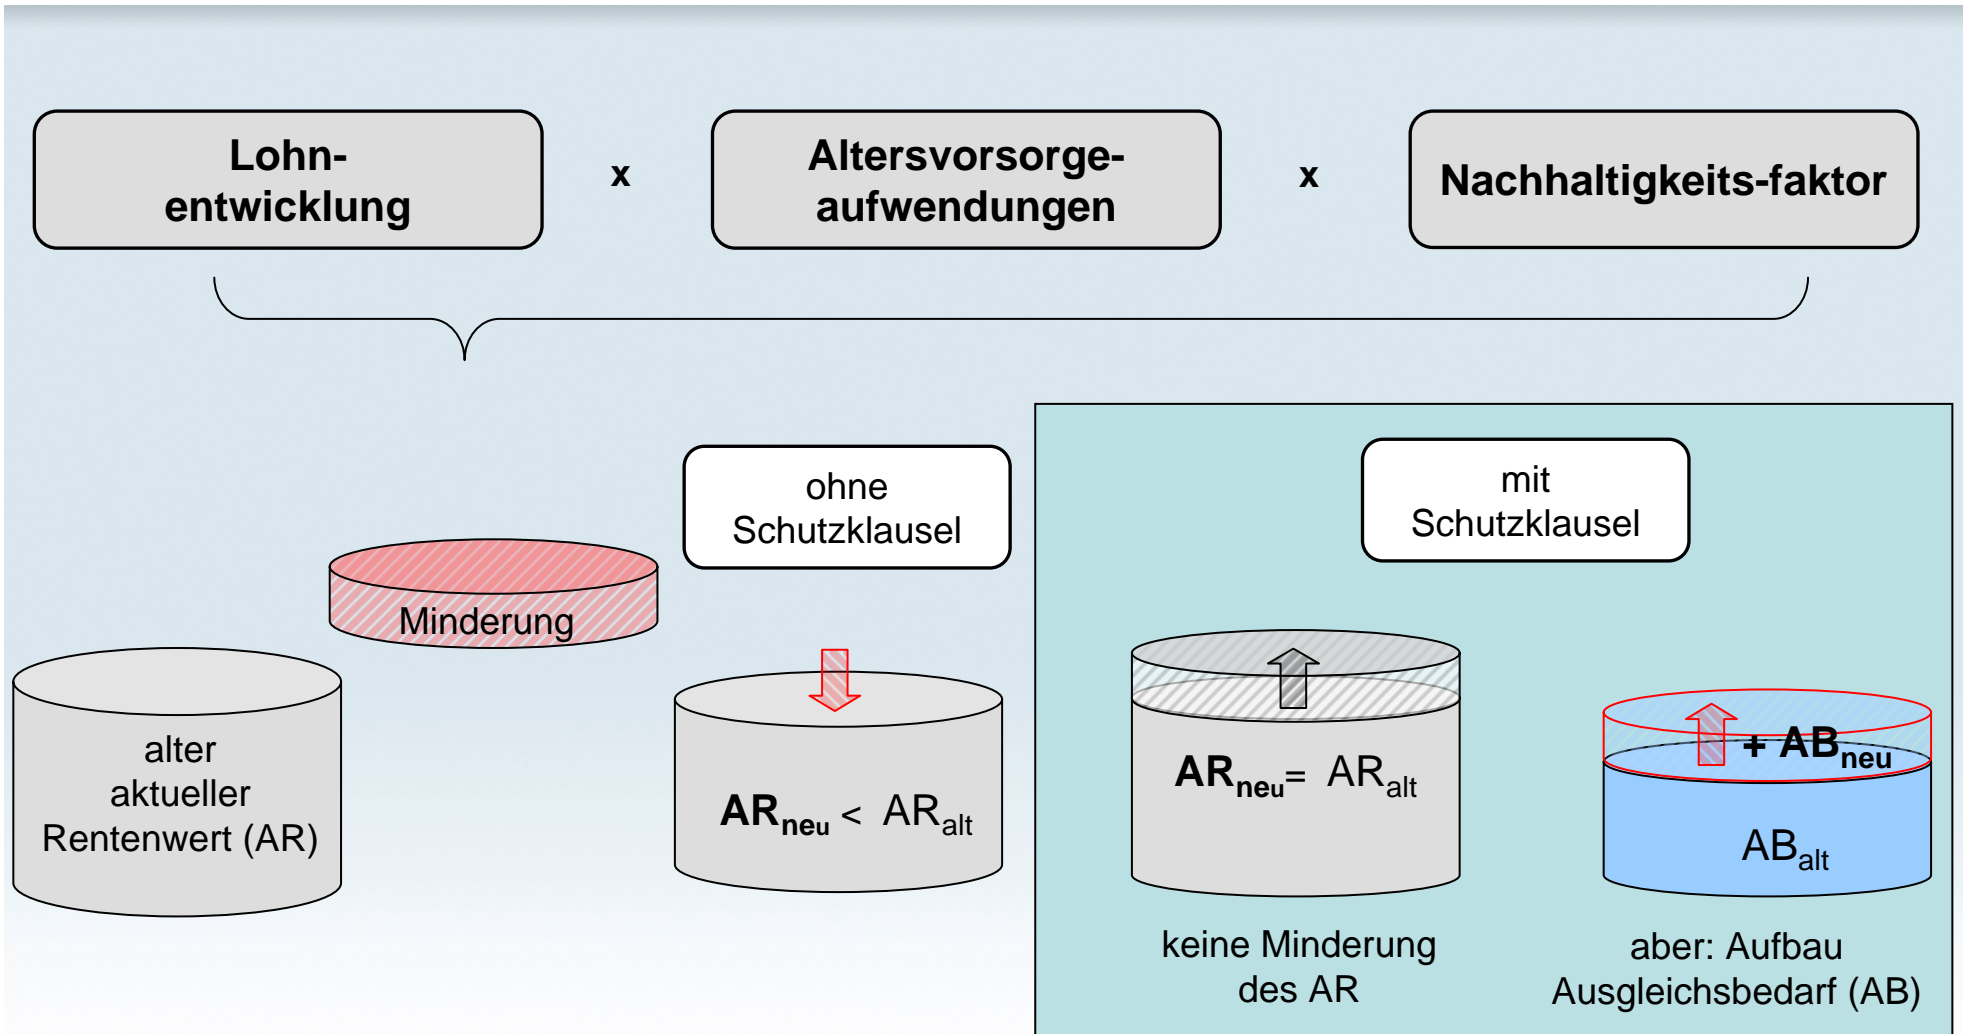 Lohn-
entwicklung
x
Altersvorsorge-
aufwendungen
x
Nachhaltigkeits-faktor
ohne
Schutzklausel
mit
Schutzklausel
Minderung
alter
aktueller
Rentenwert (AR)
ARneu < ARalt
ARneu= ARalt
+ ABneu
ABalt
keine Minderung
des AR
aber: Aufbau
Ausgleichsbedarf (AB)